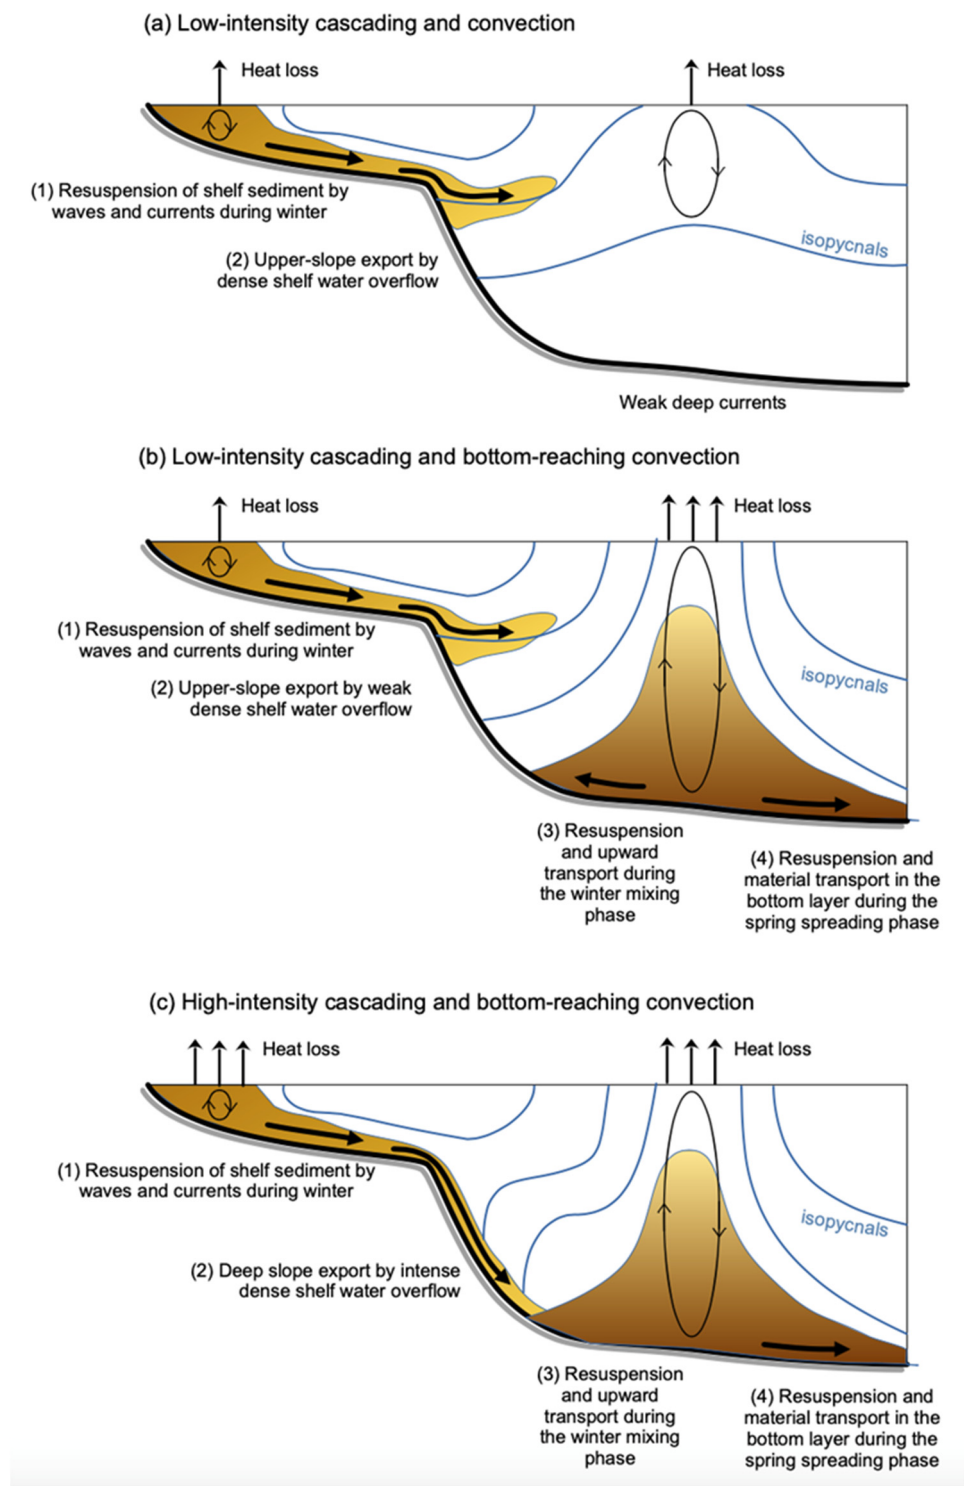 (a) Low-intensity cascading and convection
Heat loss
Heat loss
(1) Resuspension of shelf sediment by
waves and currents during winter
isopycnals
(2) Upper-slope export by
dense shelf water overflow
Weak deep currents
(b) Low-intensity cascading and bottom-reaching convection
Heat loss
Heat loss
(1) Resuspension of shelf sediment by
waves and currents during winter
isopycnals
(2) Upper-slope export by weak
dense shelf water overflow
(3) Resuspension
and upward
transport during
the winter mixing
phase
(4) Resuspension and
material transport in the
bottom layer during the
spring spreading phase
(c) High-intensity cascading and bottom-reaching convection
Heat loss
Heat loss
(1) Resuspension of shelf sediment by
waves and currents during winter
isopycnals
(2) Deep slope export by intense
dense shelf water overflow
(3) Resuspension
and upward
transport during
the winter mixing
phase
(4) Resuspension and
material transport in the
bottom layer during the
spring spreading phase